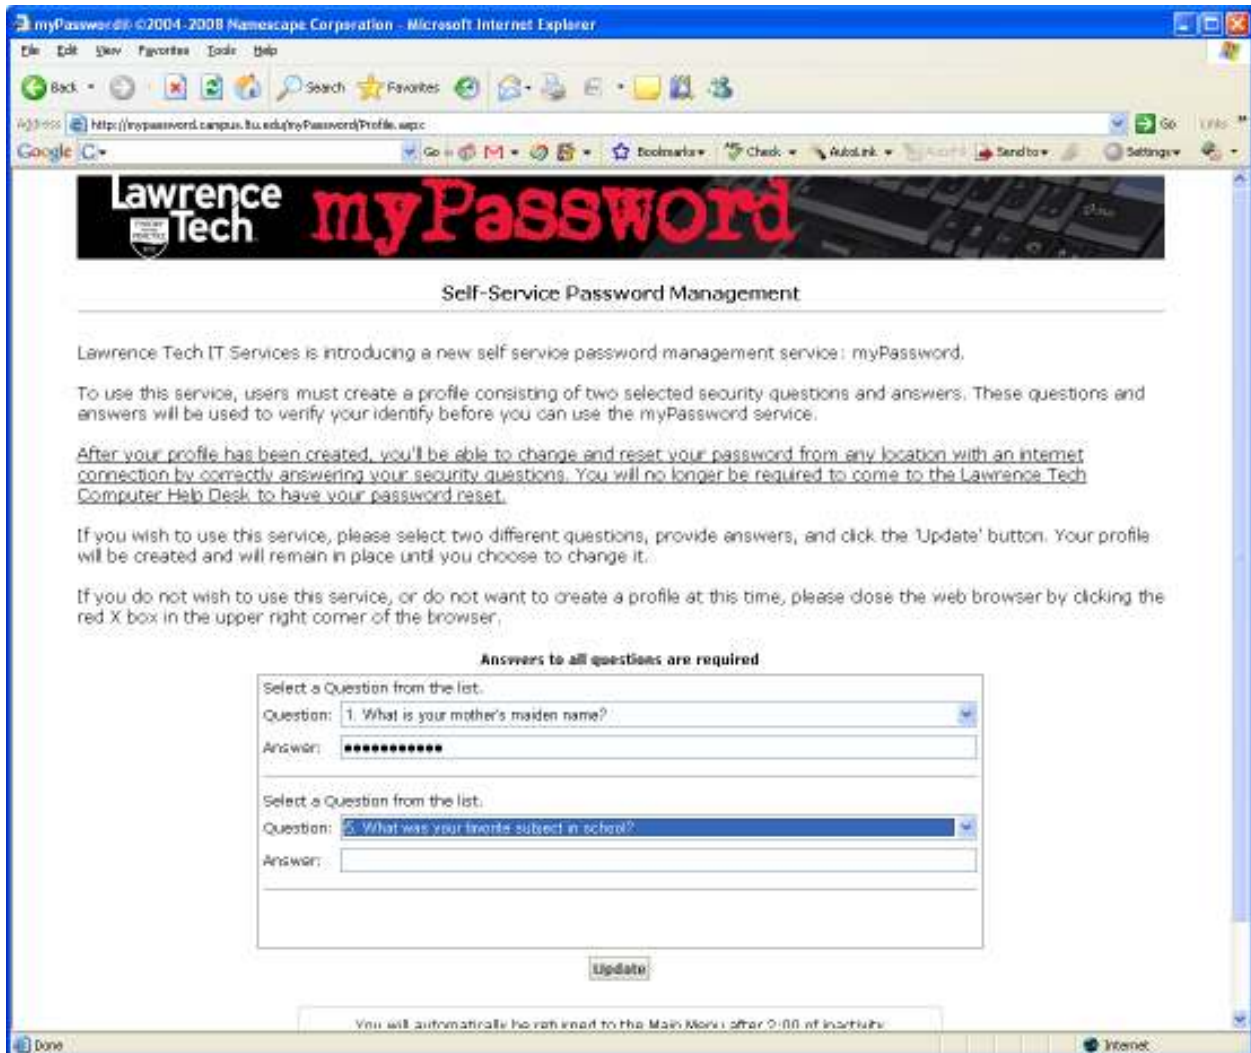 myPassword® ©2004-2008 Namescape Corporation - Microsoft Internet Explorer
File Edit View Favorites Tools Help
Back Search Favorites
Address http://mypassword.campus.ltu.edu/myPassword/Profile.aspx Go Links
Google Go Bookmarks Check AutoLink Send to Settings
Lawrence Tech
myPassword
Self-Service Password Management
Lawrence Tech IT Services is introducing a new self service password management service: myPassword.
To use this service, users must create a profile consisting of two selected security questions and answers. These questions and
answers will be used to verify your identify before you can use the myPassword service.
After your profile has been created, you'll be able to change and reset your password from any location with an internet
connection by correctly answering your security questions. You will no longer be required to come to the Lawrence Tech
Computer Help Desk to have your password reset.
If you wish to use this service, please select two different questions, provide answers, and click the 'Update' button. Your profile
will be created and will remain in place until you choose to change it.
If you do not wish to use this service, or do not want to create a profile at this time, please close the web browser by clicking the
red X box in the upper right corner of the browser.
Answers to all questions are required
Select a Question from the list.
Question: 1. What is your mother's maiden name?
Answer: ●●●●●●●●●●●
Select a Question from the list.
Question: 5. What was your favorite subject in school?
Answer:
Update
You will automatically be returned to the Main Menu after 2:00 of inactivity
Done Internet